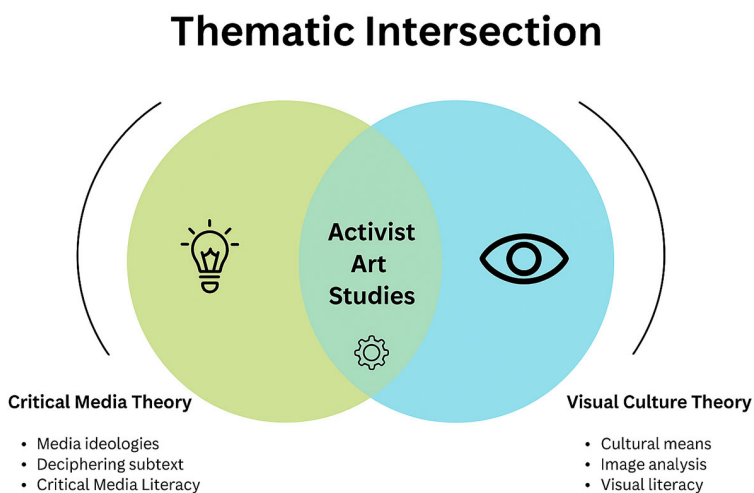 Thematic Intersection
Activist
Art
Studies
Critical Media Theory
• Media ideologies
• Deciphering subtext
• Critical Media Literacy
Visual Culture Theory
• Cultural means
• Image analysis
• Visual literacy